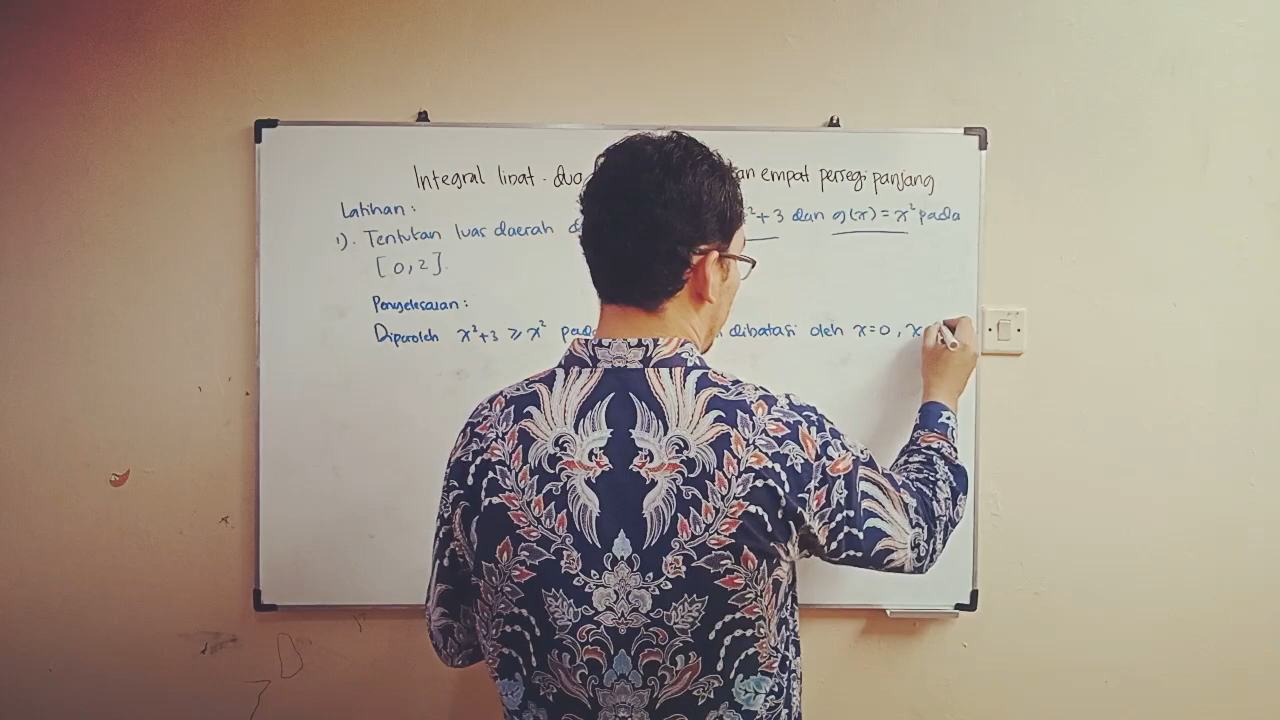 Integral lipat-dua an empat persegi panjang
Latihan:
1). Tentukan luas daerah d ²+3 dan g(x) = x² pada
[0,2].
Penyelesaian:
Diperoleh x²+3 ≥ x² pada dibatasi oleh x=0, x